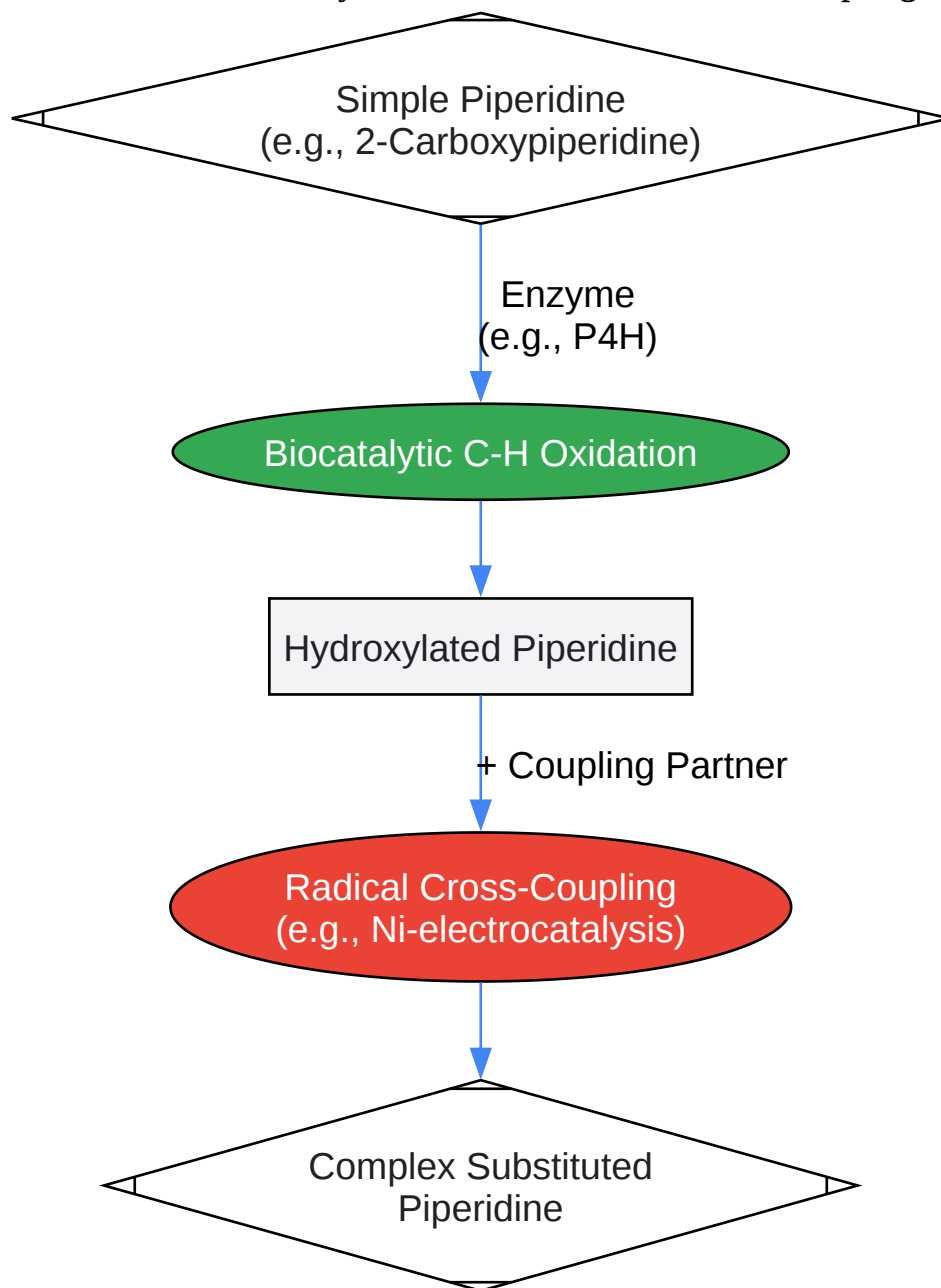 Simple Piperidine
(e.g., 2-Carboxypiperidine)
Enzyme
(e.g., P4H)
Biocatalytic C-H Oxidation
Hydroxylated Piperidine
+ Coupling Partner
Radical Cross-Coupling
(e.g., Ni-electrocatalysis)
Complex Substituted
Piperidine